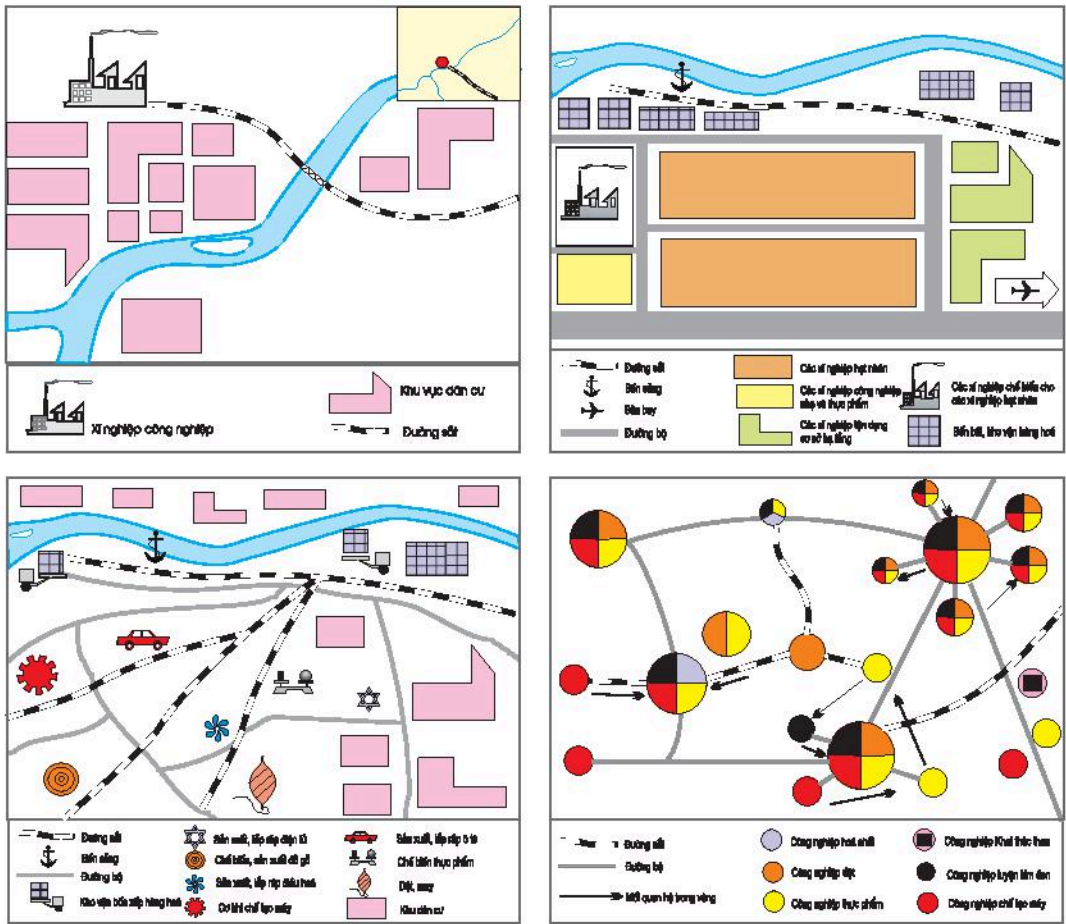 Xí nghiệp công nghiệp
Khu vực dân cư
Đường sắt
Đường sắt
Bến cảng
Sân bay
Đường bộ
Các xí nghiệp hạt nhân
Các xí nghiệp công nghiệp
nhẹ và thực phẩm
Các xí nghiệp tận dụng
cơ sở hạ tầng
Các xí nghiệp chế biến cho
các xí nghiệp hạt nhân
Bến bãi, kho vận hàng hoá
Đường sắt
Bến cảng
Đường bộ
Kho vận bốc xếp hàng hoá
Sản xuất, lắp ráp điện tử
Chế biến, sản xuất đồ gỗ
Sản xuất, lắp ráp điều hoà
Cơ khí chế tạo máy
Sản xuất, lắp ráp ô tô
Chế biến thực phẩm
Dệt, may
Khu dân cư
Đường sắt
Đường bộ
Mối quan hệ trong vùng
Công nghiệp hoá chất
Công nghiệp dệt
Công nghiệp thực phẩm
Công nghiệp khai thác than
Công nghiệp luyện kim đen
Công nghiệp chế tạo máy